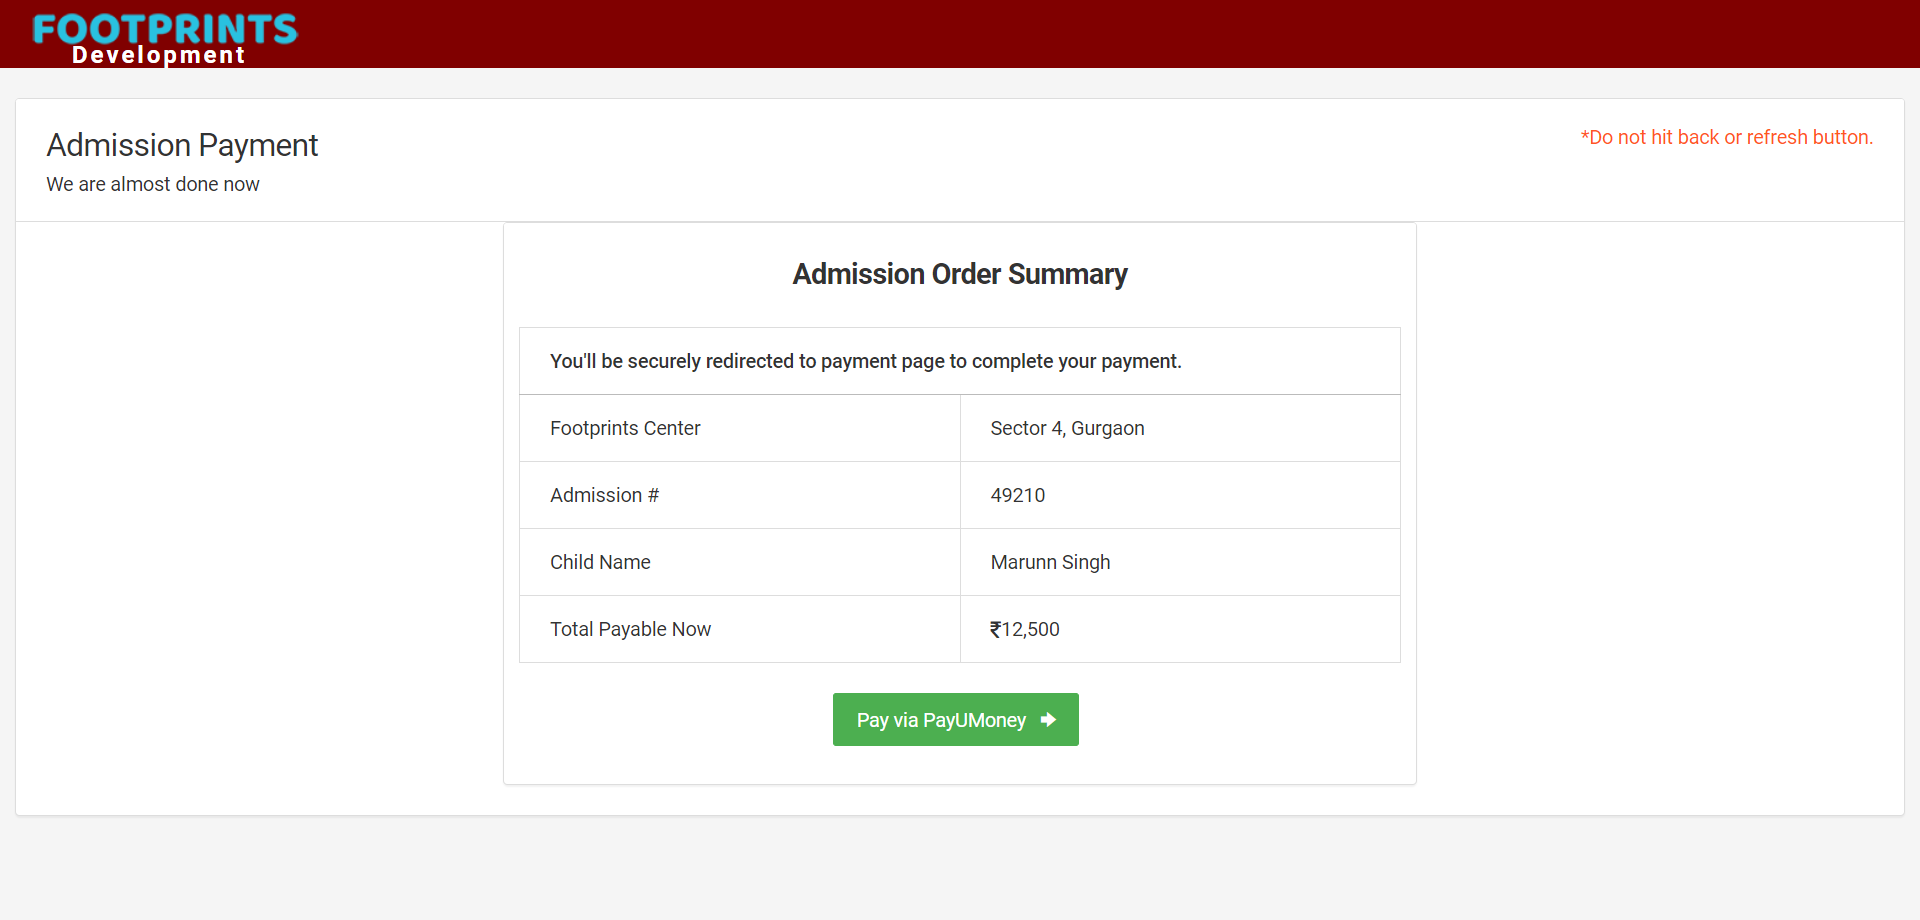 FOOTPRINTS
Development
Admission Payment
*Do not hit back or refresh button.
We are almost done now
Admission Order Summary
You'll be securely redirected to payment page to complete your payment.
Footprints Center Sector 4, Gurgaon
Admission # 49210
Child Name Marunn Singh
Total Payable Now ₹12,500
Pay via PayUMoney